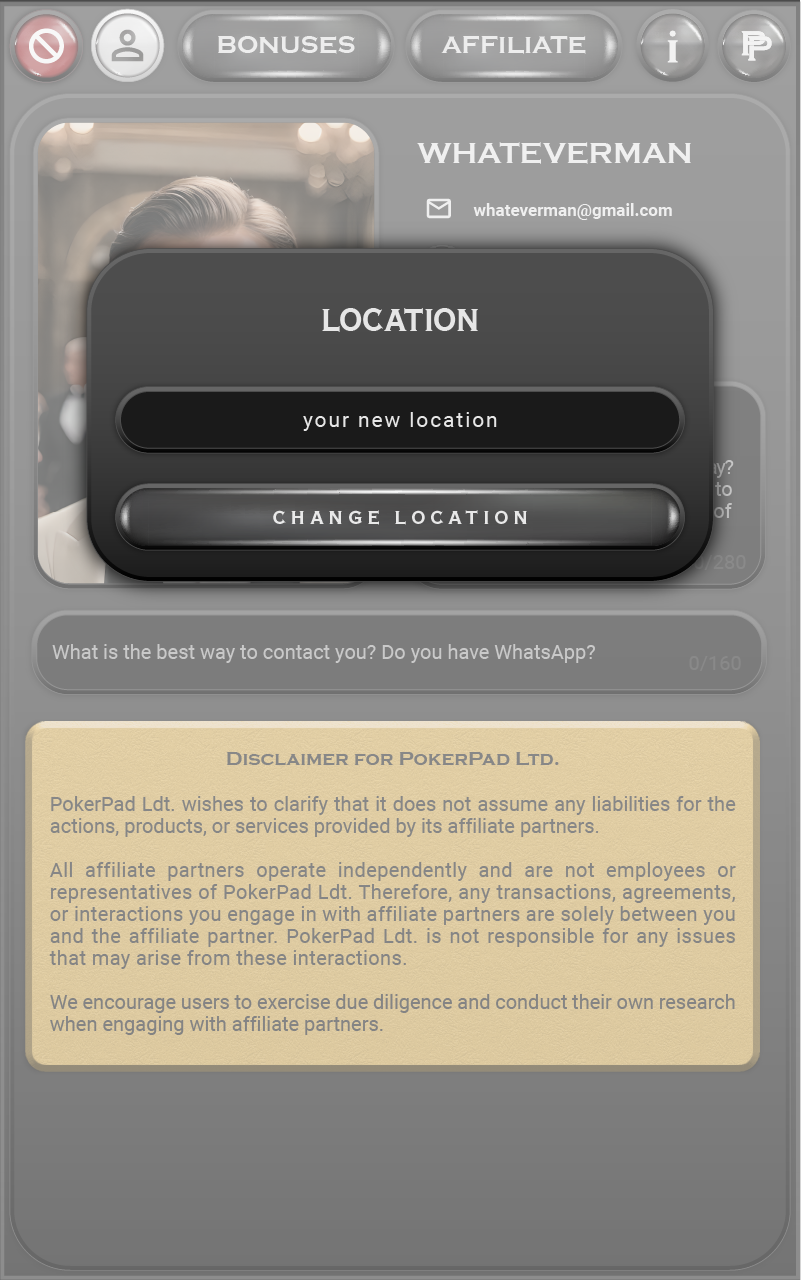 BONUSES
AFFILIATE
i
WHATEVERMAN
whateverman@gmail.com
LOCATION
your new location
CHANGE LOCATION
to
of
/280
What is the best way to contact you? Do you have WhatsApp?
0/160
Disclaimer for PokerPad Ltd.
PokerPad Ldt. wishes to clarify that it does not assume any liabilities for the
actions, products, or services provided by its affiliate partners.
All affiliate partners operate independently and are not employees or
representatives of PokerPad Ldt. Therefore, any transactions, agreements,
or interactions you engage in with affiliate partners are solely between you
and the affiliate partner. PokerPad Ldt. is not responsible for any issues
that may arise from these interactions.
We encourage users to exercise due diligence and conduct their own research
when engaging with affiliate partners.